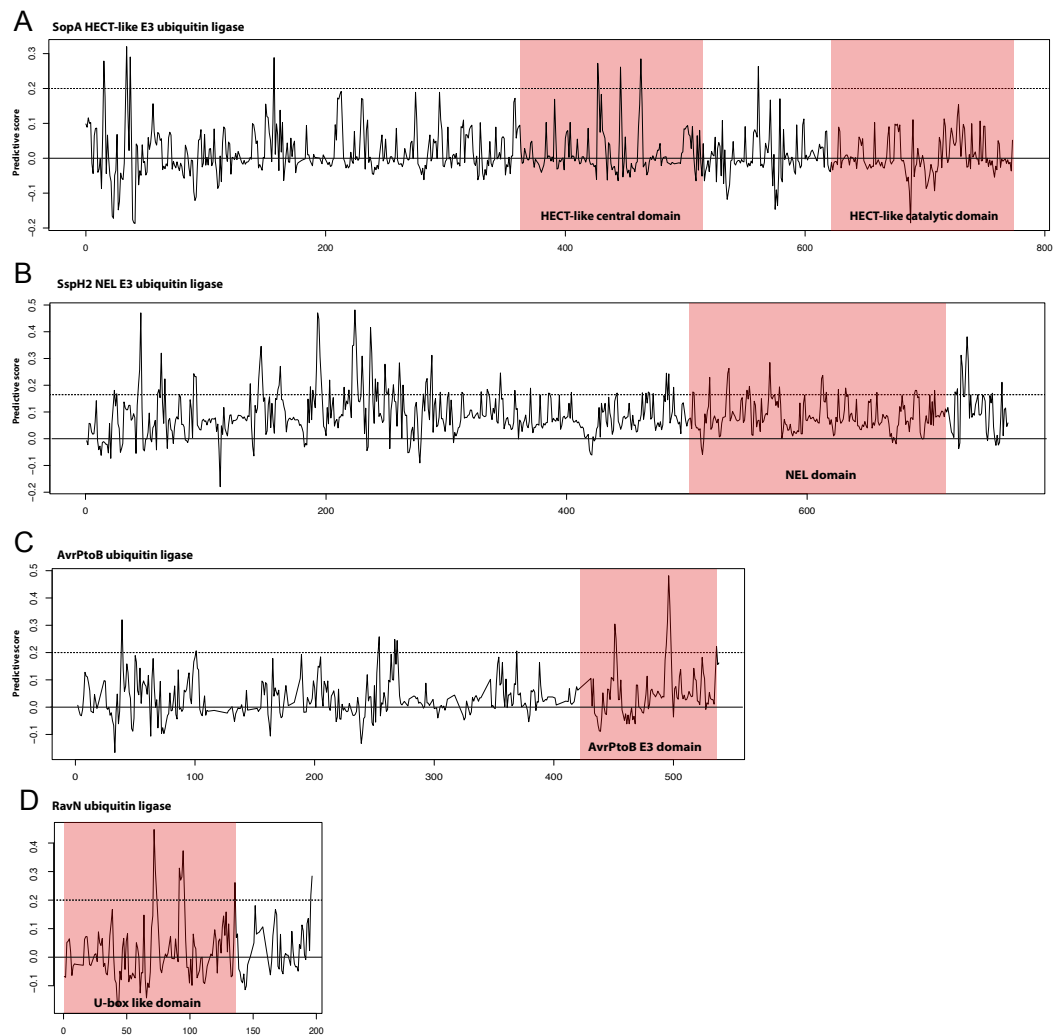 A
SopA HECT-like E3 ubiquitin ligase
Predictive score
0.3
0.2
0.1
0.0
−0.1
−0.2
HECT-like central domain
HECT-like catalytic domain
0
200
400
600
800
B
SspH2 NEL E3 ubiquitin ligase
Predictive score
0.5
0.4
0.3
0.2
0.1
0.0
−0.1
−0.2
NEL domain
0
200
400
600
C
AvrPtoB ubiquitin ligase
Predictive score
0.5
0.4
0.3
0.2
0.1
0.0
−0.1
AvrPtoB E3 domain
0
100
200
300
400
500
D
RavN ubiquitin ligase
Predictive score
0.4
0.3
0.2
0.1
0.0
−0.1
U-box like domain
0
50
100
150
200